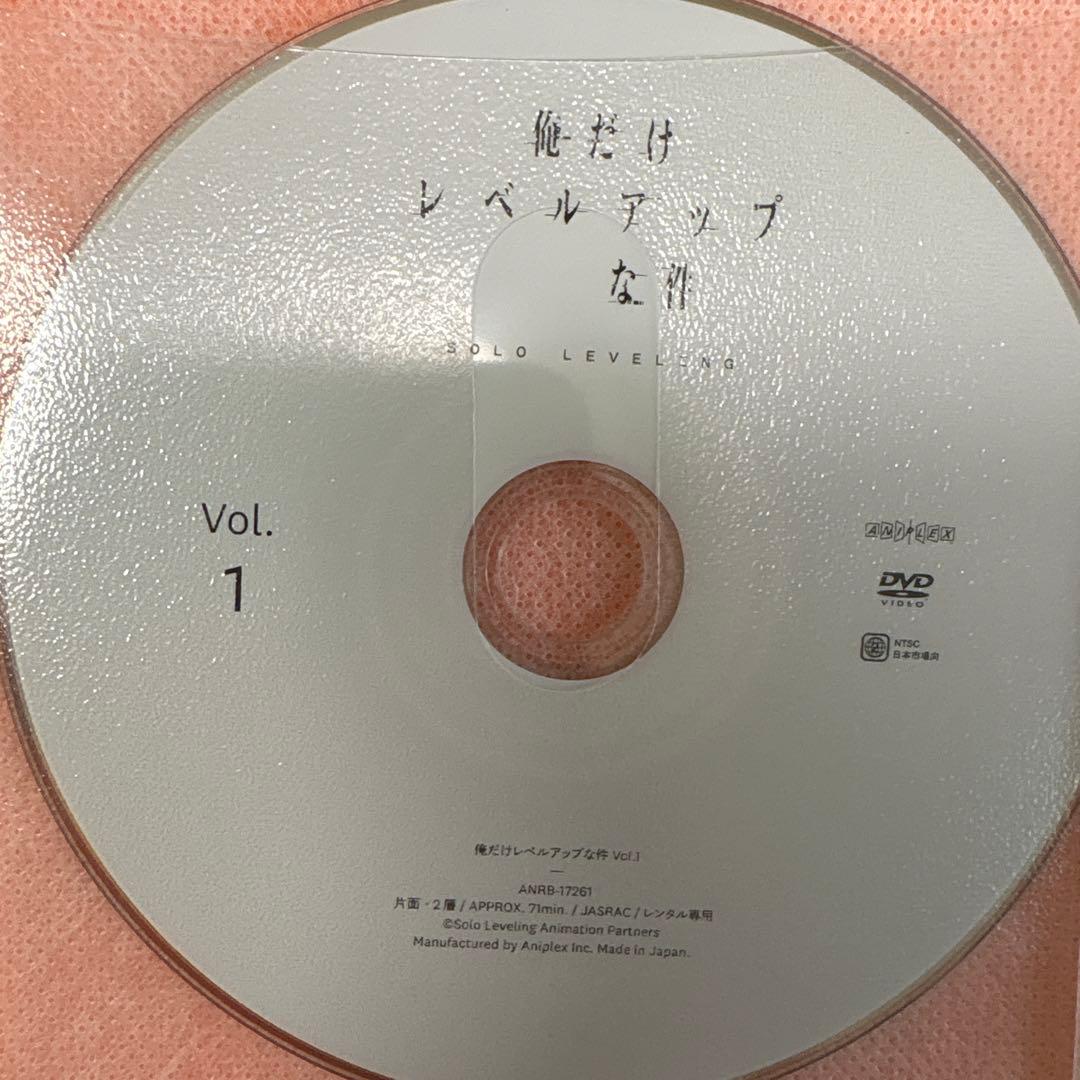 俺だけ
レベルアップ
な件
SOLO LEVELING
Vol.
1
ANIPLEX
DVD
VIDEO
2
NTSC
日本市場向
俺だけレベルアップな件 Vol.1
ANRB-17261
片面・2層 / APPROX. 71min. / JASRAC / レンタル専用
©Solo Leveling Animation Partners
Manufactured by Aniplex Inc. Made in Japan.